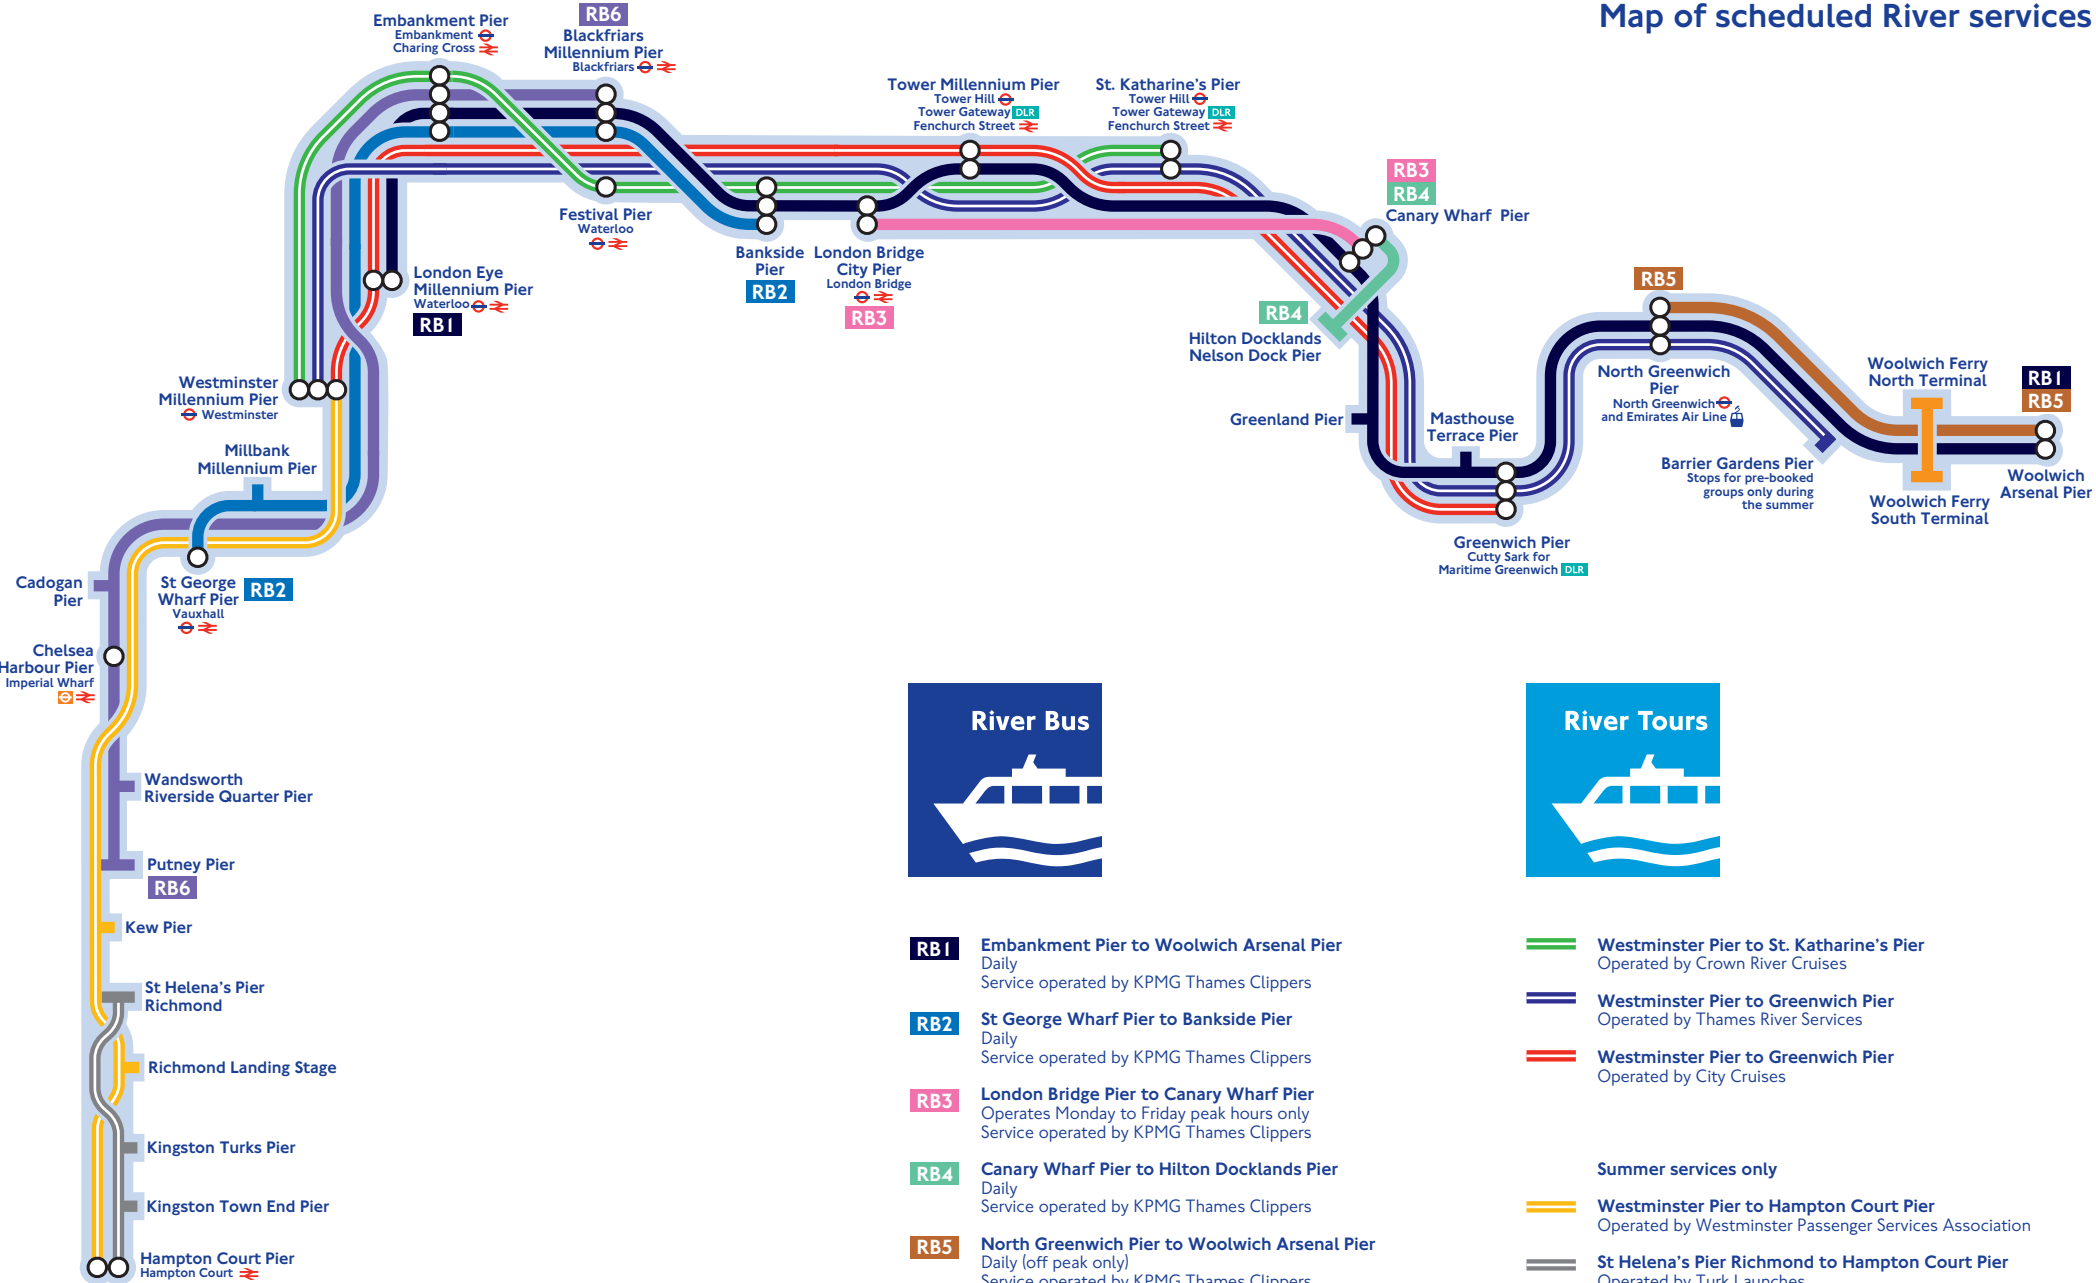 Map of scheduled River services
Embankment Pier
Embankment
Charing Cross
RB6
Blackfriars
Millennium Pier
Blackfriars
Tower Millennium Pier
Tower Hill
Tower Gateway DLR
Fenchurch Street
St. Katharine's Pier
Tower Hill
Tower Gateway DLR
Fenchurch Street
RB3
RB4
Canary Wharf Pier
Festival Pier
Waterloo
Bankside
Pier
RB2
London Bridge
City Pier
London Bridge
RB3
London Eye
Millennium Pier
Waterloo
RB1
RB4
Hilton Docklands
Nelson Dock Pier
RB5
North Greenwich
Pier
North Greenwich
and Emirates Air Line
Woolwich Ferry
North Terminal
RB1
RB5
Woolwich
Arsenal Pier
Woolwich Ferry
South Terminal
Barrier Gardens Pier
Stops for pre-booked
groups only during
the summer
Greenland Pier
Masthouse
Terrace Pier
Greenwich Pier
Cutty Sark for
Maritime Greenwich DLR
Westminster
Millennium Pier
Westminster
Millbank
Millennium Pier
St George
Wharf Pier
RB2
Vauxhall
Cadogan
Pier
Chelsea
Harbour Pier
Imperial Wharf
Wandsworth
Riverside Quarter Pier
Putney Pier
RB6
Kew Pier
St Helena's Pier
Richmond
Richmond Landing Stage
Kingston Turks Pier
Kingston Town End Pier
Hampton Court Pier
Hampton Court
River Bus
RB1 Embankment Pier to Woolwich Arsenal Pier
Daily
Service operated by KPMG Thames Clippers
RB2 St George Wharf Pier to Bankside Pier
Daily
Service operated by KPMG Thames Clippers
RB3 London Bridge Pier to Canary Wharf Pier
Operates Monday to Friday peak hours only
Service operated by KPMG Thames Clippers
RB4 Canary Wharf Pier to Hilton Docklands Pier
Daily
Service operated by KPMG Thames Clippers
RB5 North Greenwich Pier to Woolwich Arsenal Pier
Daily (off peak only)
Service operated by KPMG Thames Clippers
River Tours
Westminster Pier to St. Katharine's Pier
Operated by Crown River Cruises
Westminster Pier to Greenwich Pier
Operated by Thames River Services
Westminster Pier to Greenwich Pier
Operated by City Cruises
Summer services only
Westminster Pier to Hampton Court Pier
Operated by Westminster Passenger Services Association
St Helena's Pier Richmond to Hampton Court Pier
Operated by Turk Launches